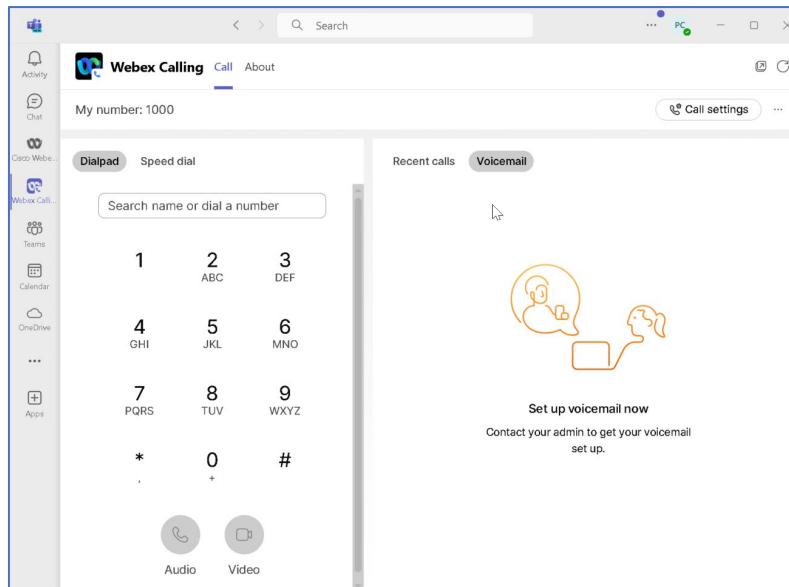 Search
PC
Activity
Chat
Cisco Webe...
Webex Calli...
Teams
Calendar
OneDrive
Apps
Webex Calling Call About
My number: 1000
Call settings
Dialpad Speed dial
Search name or dial a number
1 2 3
ABC DEF
4 5 6
GHI JKL MNO
7 8 9
PQRS TUV WXYZ
* 0 #
, +
Audio Video
Recent calls Voicemail
Set up voicemail now
Contact your admin to get your voicemail
set up.